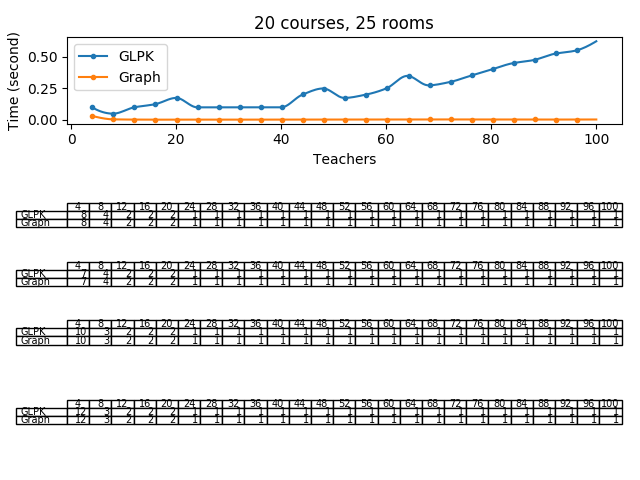 20 courses, 25 rooms
GLPK
Graph
0.50
0.25
0.00
Time (second)
0 20 40 60 80 100
Teachers
4 8 12 16 20 24 28 32 36 40 44 48 52 56 60 64 68 72 76 80 84 88 92 96 100
GLPK 8 4 2 2 2 1 1 1 1 1 1 1 1 1 1 1 1 1 1 1 1 1 1 1 1
Graph 8 4 2 2 2 1 1 1 1 1 1 1 1 1 1 1 1 1 1 1 1 1 1 1 1
4 8 12 16 20 24 28 32 36 40 44 48 52 56 60 64 68 72 76 80 84 88 92 96 100
GLPK 7 4 2 2 2 1 1 1 1 1 1 1 1 1 1 1 1 1 1 1 1 1 1 1 1
Graph 7 4 2 2 2 1 1 1 1 1 1 1 1 1 1 1 1 1 1 1 1 1 1 1 1
4 8 12 16 20 24 28 32 36 40 44 48 52 56 60 64 68 72 76 80 84 88 92 96 100
GLPK 10 3 2 2 2 1 1 1 1 1 1 1 1 1 1 1 1 1 1 1 1 1 1 1 1
Graph 10 3 2 2 2 1 1 1 1 1 1 1 1 1 1 1 1 1 1 1 1 1 1 1 1
4 8 12 16 20 24 28 32 36 40 44 48 52 56 60 64 68 72 76 80 84 88 92 96 100
GLPK 12 3 2 2 2 1 1 1 1 1 1 1 1 1 1 1 1 1 1 1 1 1 1 1 1
Graph 12 3 2 2 2 1 1 1 1 1 1 1 1 1 1 1 1 1 1 1 1 1 1 1 1